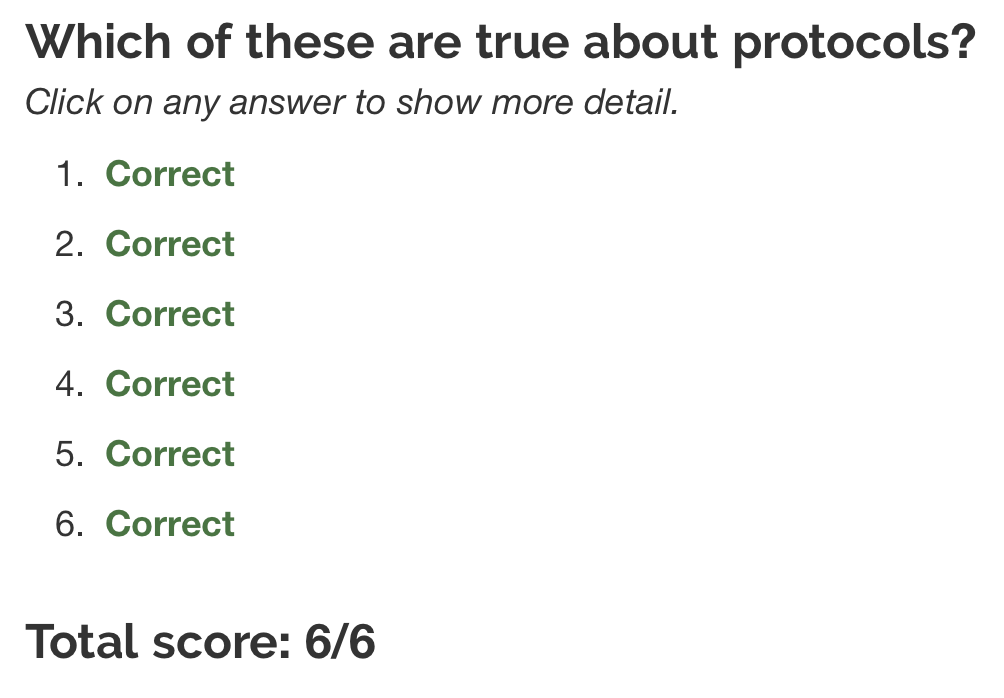 Which of these are true about protocols?
Click on any answer to show more detail.
1. Correct
2. Correct
3. Correct
4. Correct
5. Correct
6. Correct
Total score: 6/6